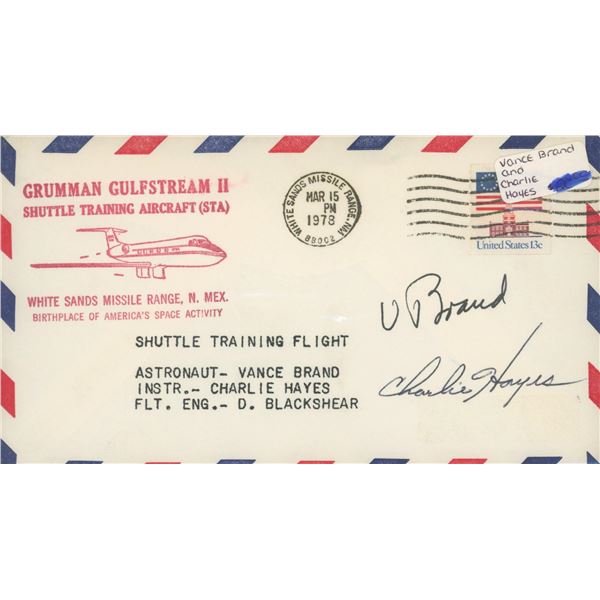 GRUMMAN GULFSTREAM II
SHUTTLE TRAINING AIRCRAFT (STA)
WHITE SANDS MISSILE RANGE, N. MEX.
BIRTHPLACE OF AMERICA'S SPACE ACTIVITY
WHITE SANDS MISSILE RANGE, NM
MAR 15
PM
1978
88002
Vance Brand
and
Charlie
Hayes
United States 13c
SHUTTLE TRAINING FLIGHT
ASTRONAUT- VANCE BRAND
INSTR.- CHARLIE HAYES
FLT. ENG.- D. BLACKSHEAR
V Brand
Charlie Hayes